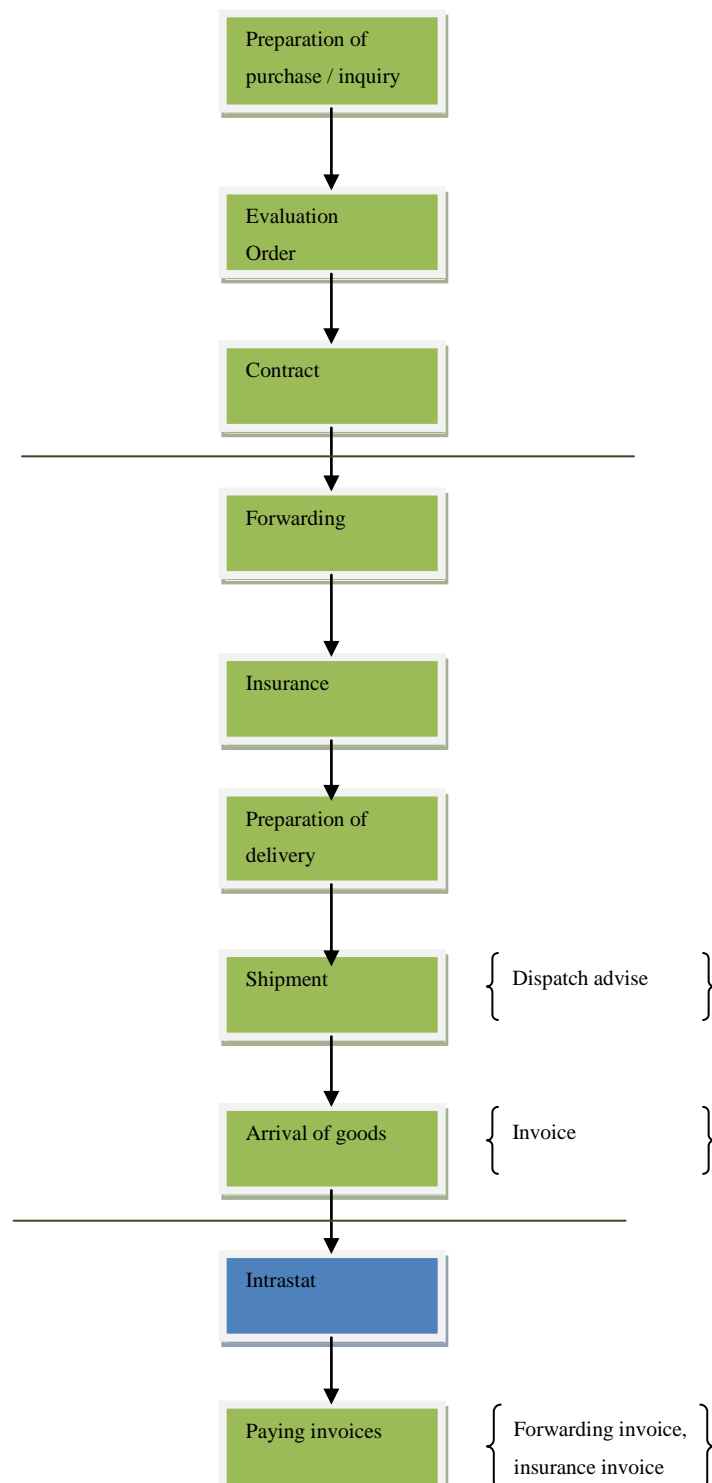 Preparation of
purchase / inquiry
Evaluation
Order
Contract
Forwarding
Insurance
Preparation of
delivery
Shipment
Dispatch advise
Arrival of goods
Invoice
Intrastat
Paying invoices
Forwarding invoice,
insurance invoice